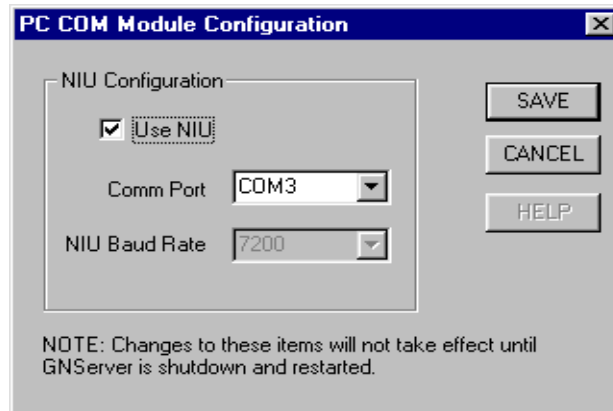 PC COM Module Configuration
NIU Configuration
Use NIU
Comm Port COM3
NIU Baud Rate 7200
SAVE
CANCEL
HELP
NOTE: Changes to these items will not take effect until
GNServer is shutdown and restarted.